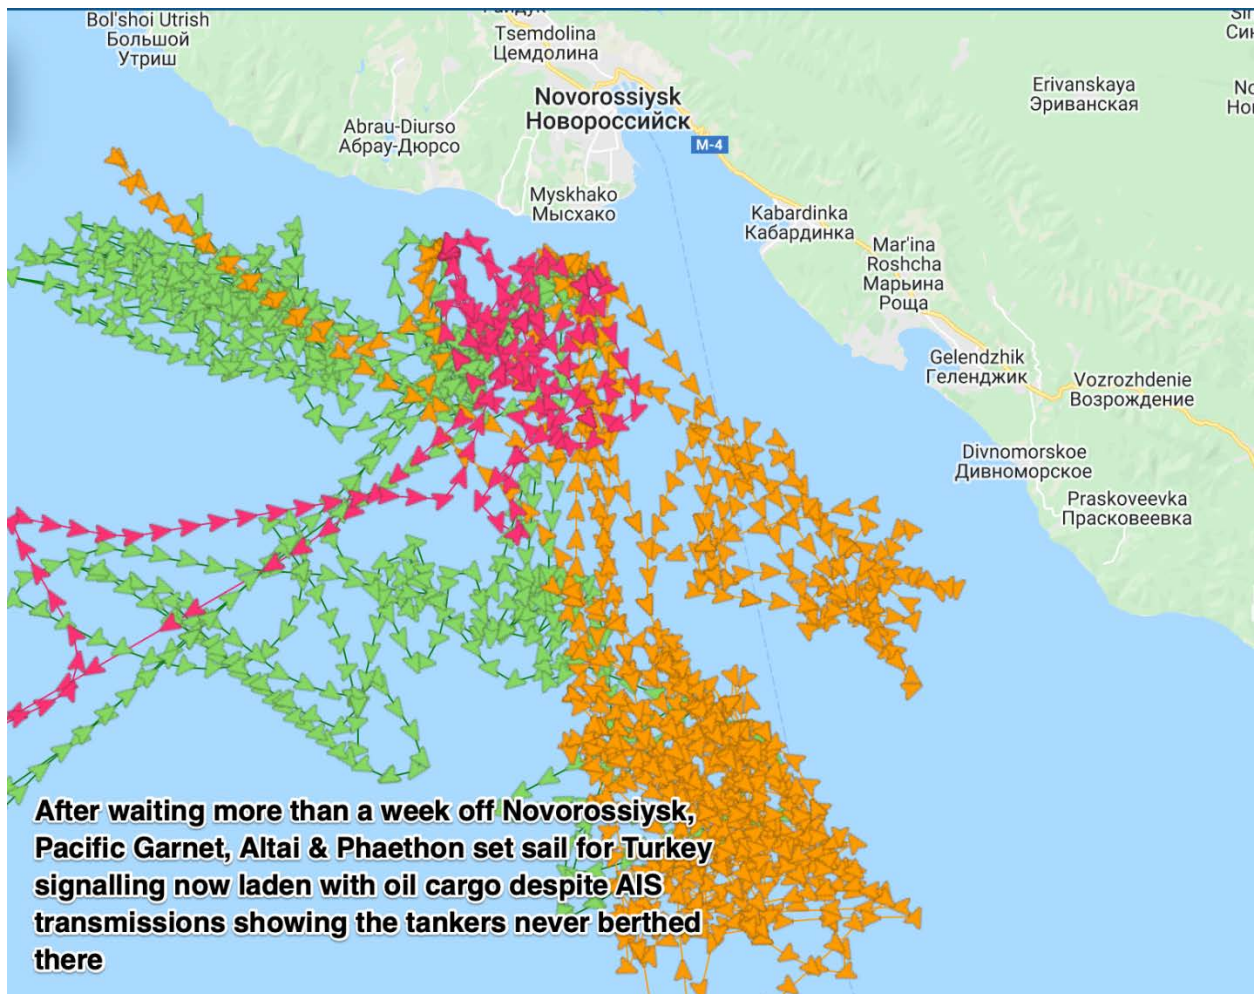 Bol'shoi Utrish
Большой
Утриш
Гайдук
Tsemdolina
Цемдолина
Novorossiysk
Новороссийск
Erivanskaya
Эриванская
Abrau-Diurso
Абрау-Дюрсо
M-4
Myskhako
Мысхако
Kabardinka
Кабардинка
Mar'ina
Roshcha
Марьина
Роща
Gelendzhik
Геленджик
Vozrozhdenie
Возрождение
Divnomorskoe
Дивноморское
Praskoveevka
Прасковеевка
After waiting more than a week off Novorossiysk,
Pacific Garnet, Altai & Phaethon set sail for Turkey
signalling now laden with oil cargo despite AIS
transmissions showing the tankers never berthed
there